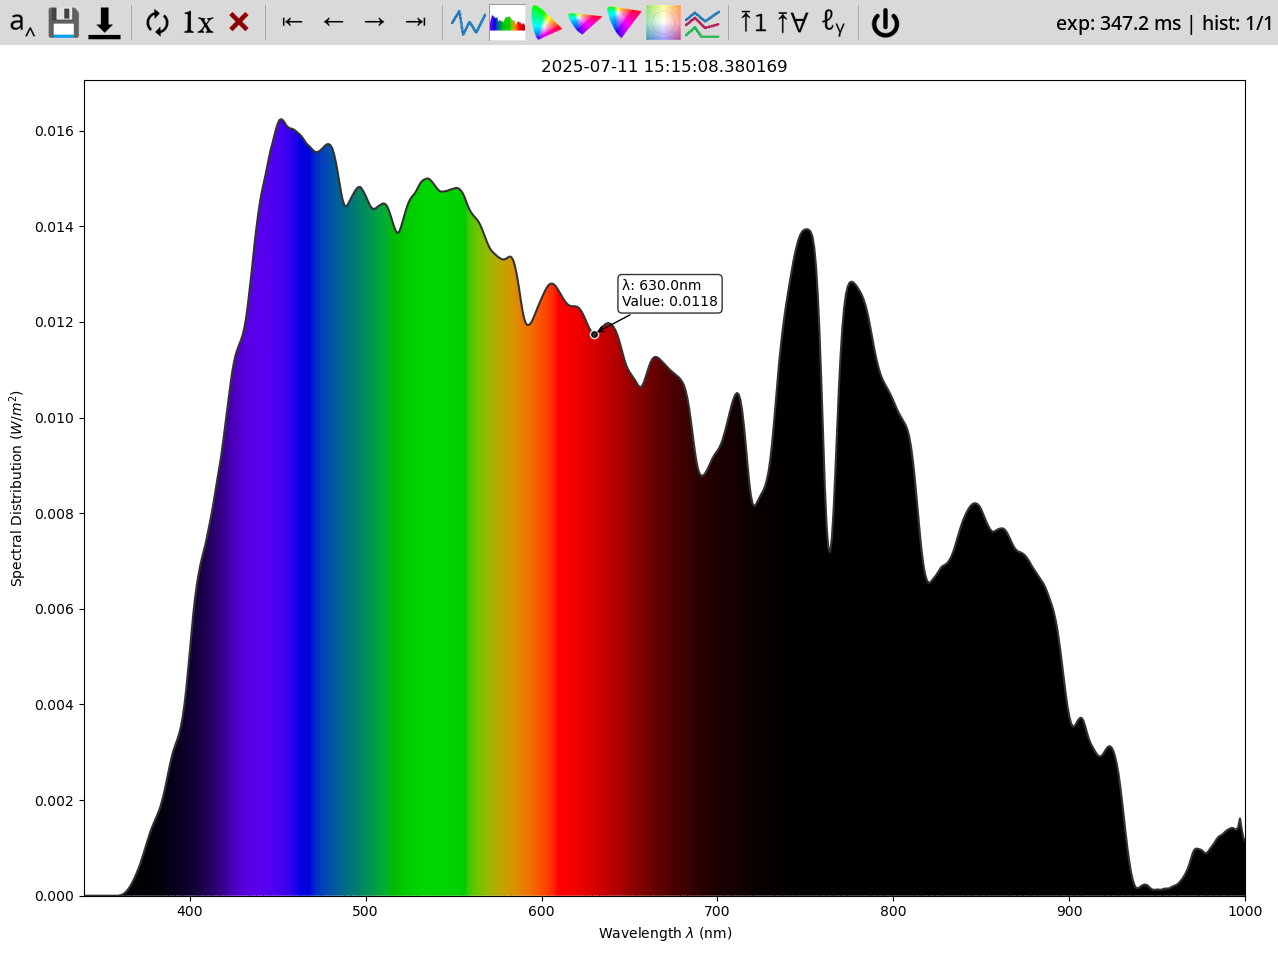 a^ 1x ⇤ ← → ⇥ ⤒1 ⤒∀ ℓᵧ exp: 347.2 ms | hist: 1/1
2025-07-11 15:15:08.380169
0.016
0.014
0.012
0.010
0.008
0.006
0.004
0.002
0.000
Spectral Distribution (W/m²)
λ: 630.0nm
Value: 0.0118
400 500 600 700 800 900 1000
Wavelength λ (nm)